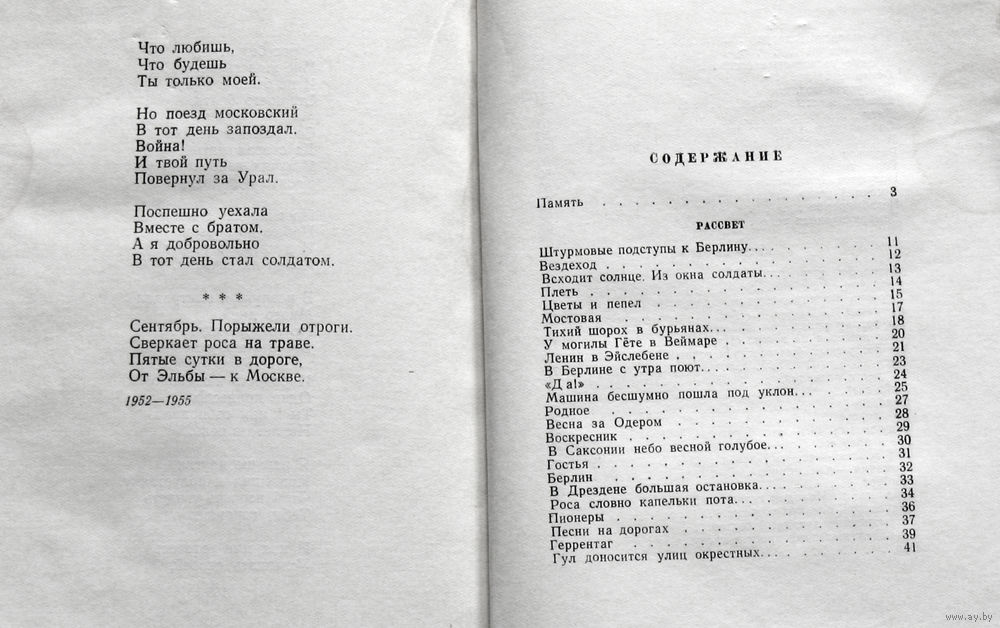 Что любишь,
Что будешь
Ты только моей.
Но поезд московский
В тот день запоздал.
Война!
И твой путь
Повернул за Урал.
Поспешно уехала
Вместе с братом.
А я добровольно
В тот день стал солдатом.
* * *
Сентябрь. Порыжели отроги.
Сверкает роса на траве.
Пятые сутки в дороге,
От Эльбы — к Москве.
1952—1955
СОДЕРЖАНИЕ
Память . . . . . . . . . . . . . . . 3
РАССВЕТ
Штурмовые подступы к Берлину... . . . . . . . 11
Вездеход . . . . . . . . . . . . . . . 12
Всходит солнце. Из окна солдаты... . . . . . . 13
Плеть . . . . . . . . . . . . . . . 14
Цветы и пепел . . . . . . . . . . . . 15
Мостовая . . . . . . . . . . . . . . 17
Тихий шорох в бурьянах... . . . . . . . . . 18
У могилы Гёте в Веймаре . . . . . . . . . 20
Ленин в Эйслебене . . . . . . . . . . . 21
В Берлине с утра поют... . . . . . . . . . 23
«Да!» . . . . . . . . . . . . . . . 24
Машина бесшумно пошла под уклон... . . . . . 25
Родное . . . . . . . . . . . . . . . 27
Весна за Одером . . . . . . . . . . . . 28
Воскресник . . . . . . . . . . . . . . 29
В Саксонии небо весной голубое... . . . . . . 30
Гостья . . . . . . . . . . . . . . . 31
Берлин . . . . . . . . . . . . . . . 32
В Дрездене большая остановка... . . . . . . . 33
Роса словно капельки пота... . . . . . . . . 34
Пионеры . . . . . . . . . . . . . . . 36
Песни на дорогах . . . . . . . . . . . . 37
Геррентаг . . . . . . . . . . . . . . 39
Гул доносится улиц окрестных... . . . . . . . 41
www.ay.by